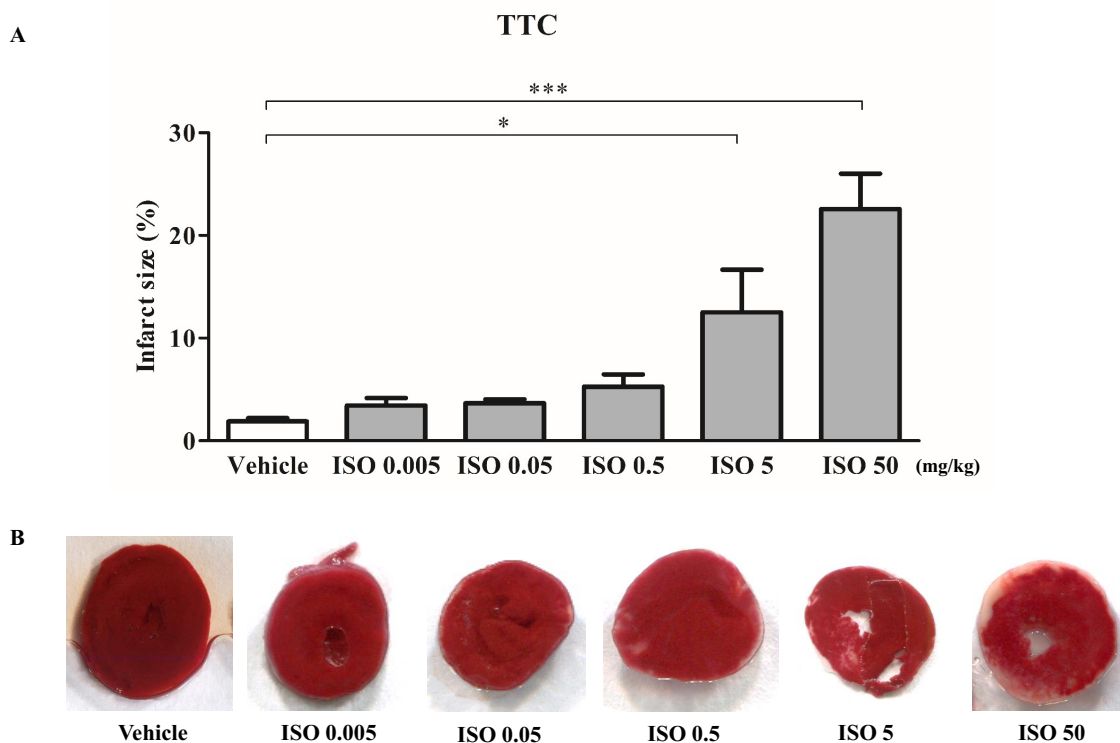 A
TTC
***
*
30
20
10
0
Infarct size (%)
Vehicle ISO 0.005 ISO 0.05 ISO 0.5 ISO 5 ISO 50 (mg/kg)
B
Vehicle ISO 0.005 ISO 0.05 ISO 0.5 ISO 5 ISO 50